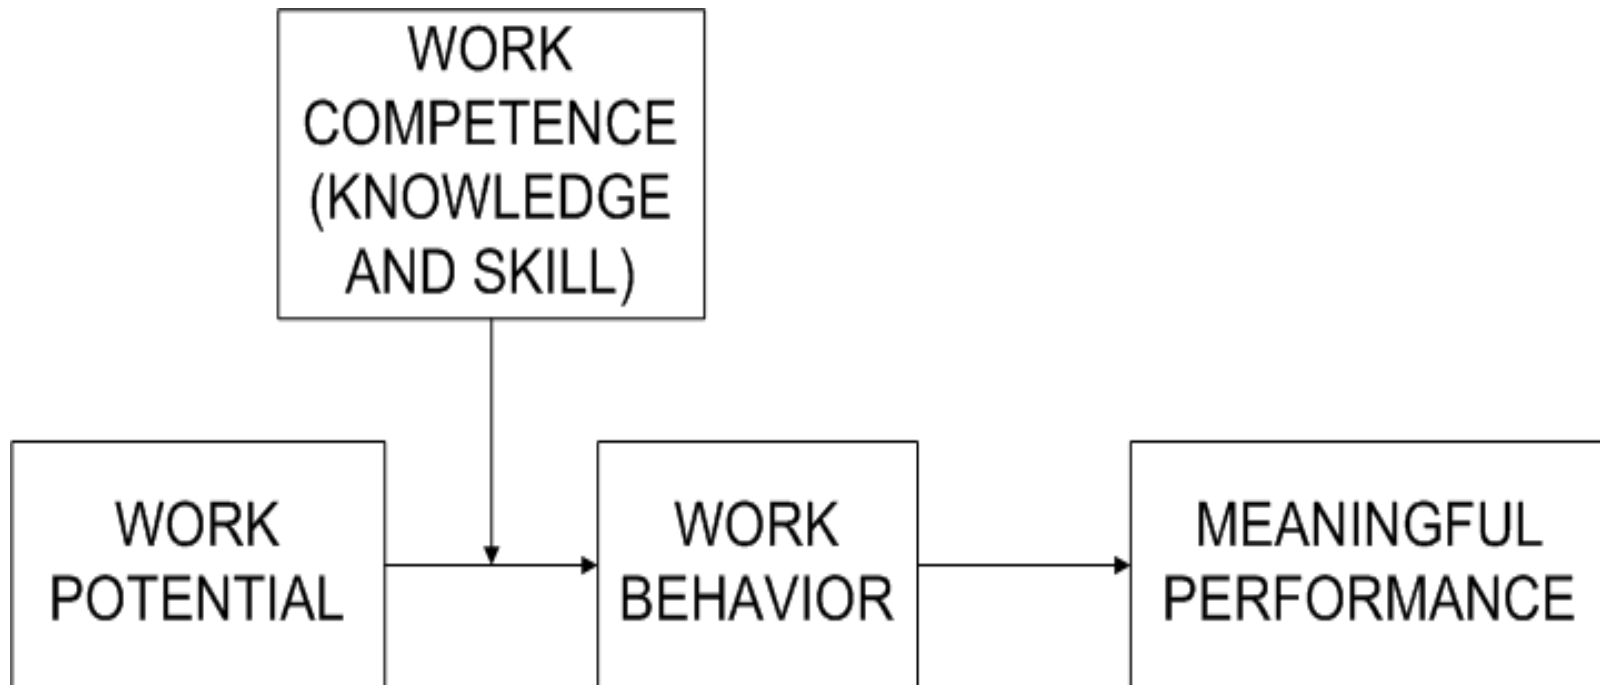 WORK
COMPETENCE
(KNOWLEDGE
AND SKILL)
WORK
POTENTIAL
WORK
BEHAVIOR
MEANINGFUL
PERFORMANCE